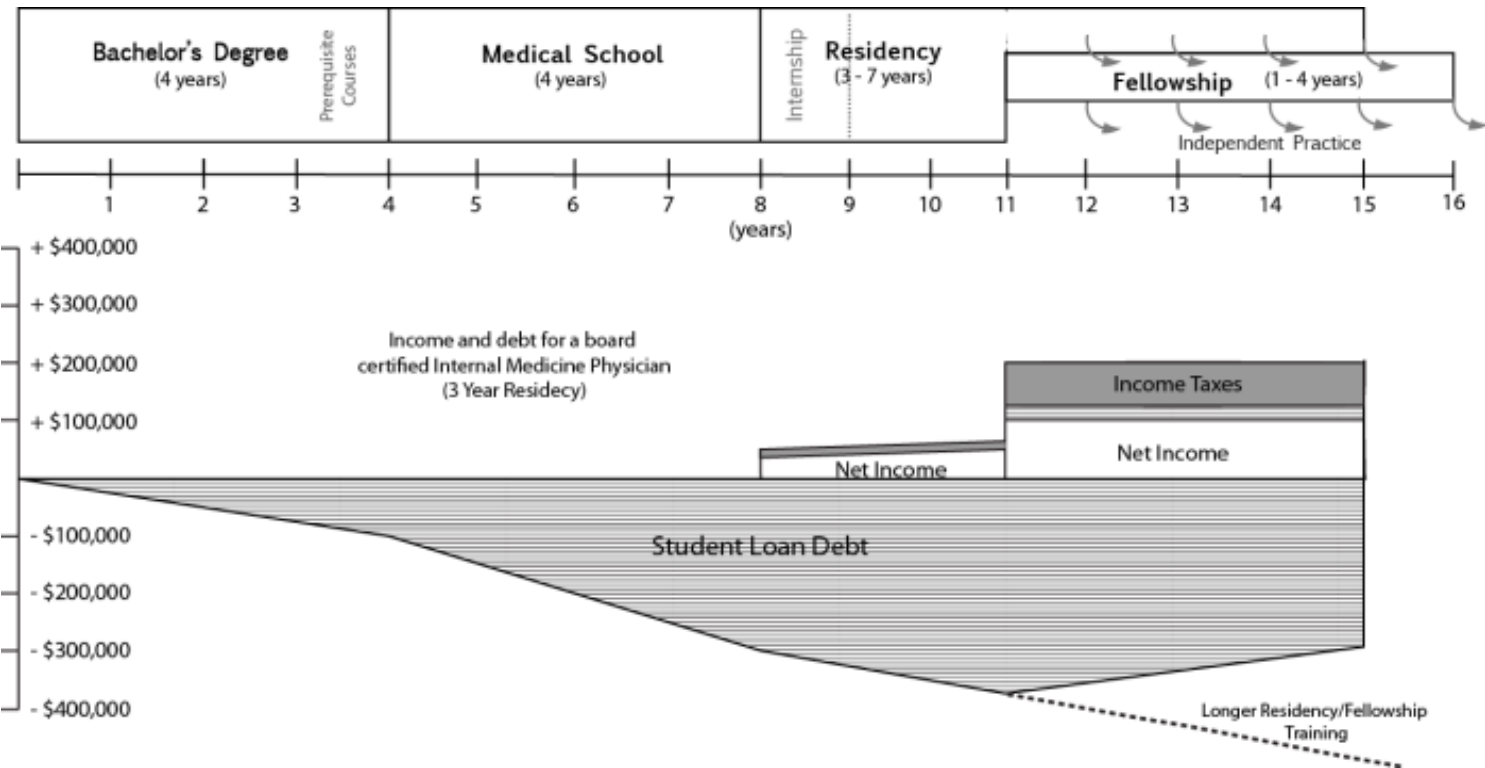 Bachelor's Degree
(4 years)
Prerequisite
Courses
Medical School
(4 years)
Internship
Residency
(3 - 7 years)
Fellowship (1 - 4 years)
Independent Practice
1 2 3 4 5 6 7 8 9 10 11 12 13 14 15 16
(years)
+ $400,000
+ $300,000
+ $200,000
+ $100,000
- $100,000
- $200,000
- $300,000
- $400,000
Income and debt for a board
certified Internal Medicine Physician
(3 Year Residecy)
Income Taxes
Net Income
Net Income
Student Loan Debt
Longer Residency/Fellowship
Training